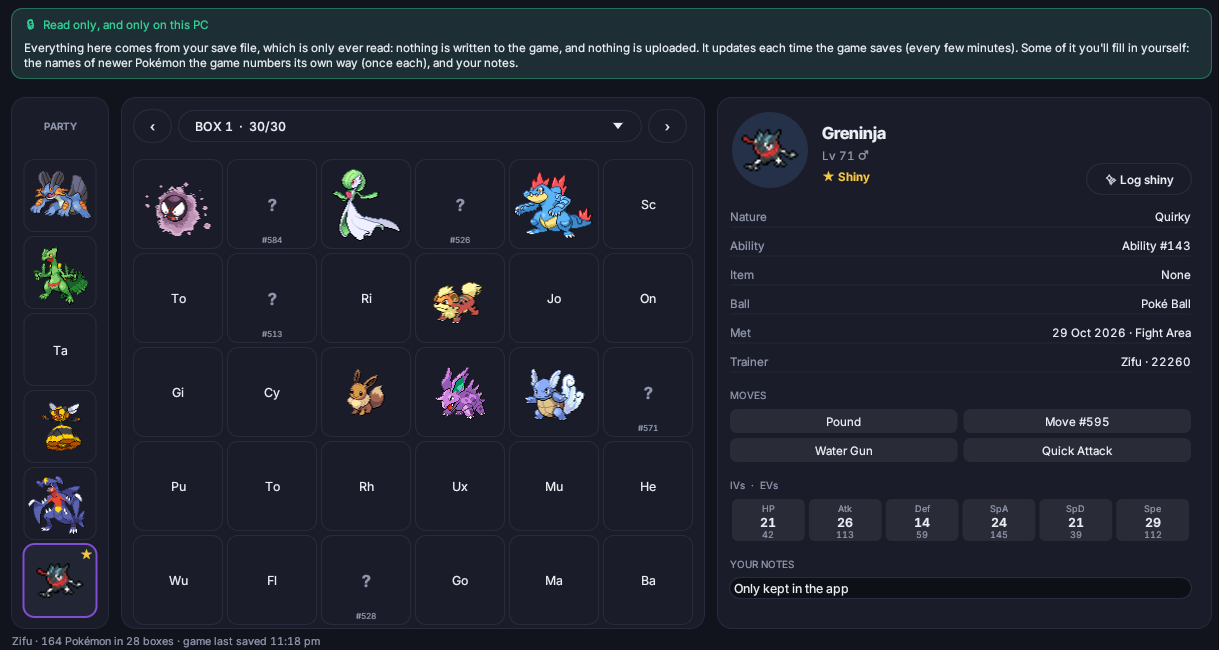 Read only, and only on this PC
Everything here comes from your save file, which is only ever read: nothing is written to the game, and nothing is uploaded. It updates each time the game saves (every few minutes). Some of it you'll fill in yourself:
the names of newer Pokémon the game numbers its own way (once each), and your notes.
PARTY
Ta
‹ BOX 1 · 30/30 ›
? ? Sc
#584 #526
To ? Ri Jo On
#513
Gi Cy ?
#571
Pu To Rh Ux Mu He
Wu Fl ? Go Ma Ba
#528
Greninja
Lv 71 ♂
★ Shiny
Log shiny
Nature Quirky
Ability Ability #143
Item None
Ball Poké Ball
Met 29 Oct 2026 · Fight Area
Trainer Zifu · 22260
MOVES
Pound Move #595
Water Gun Quick Attack
IVs · EVs
HP Atk Def SpA SpD Spe
21 26 14 24 21 29
42 113 59 145 39 112
YOUR NOTES
Only kept in the app
Zifu · 164 Pokémon in 28 boxes · game last saved 11:18 pm